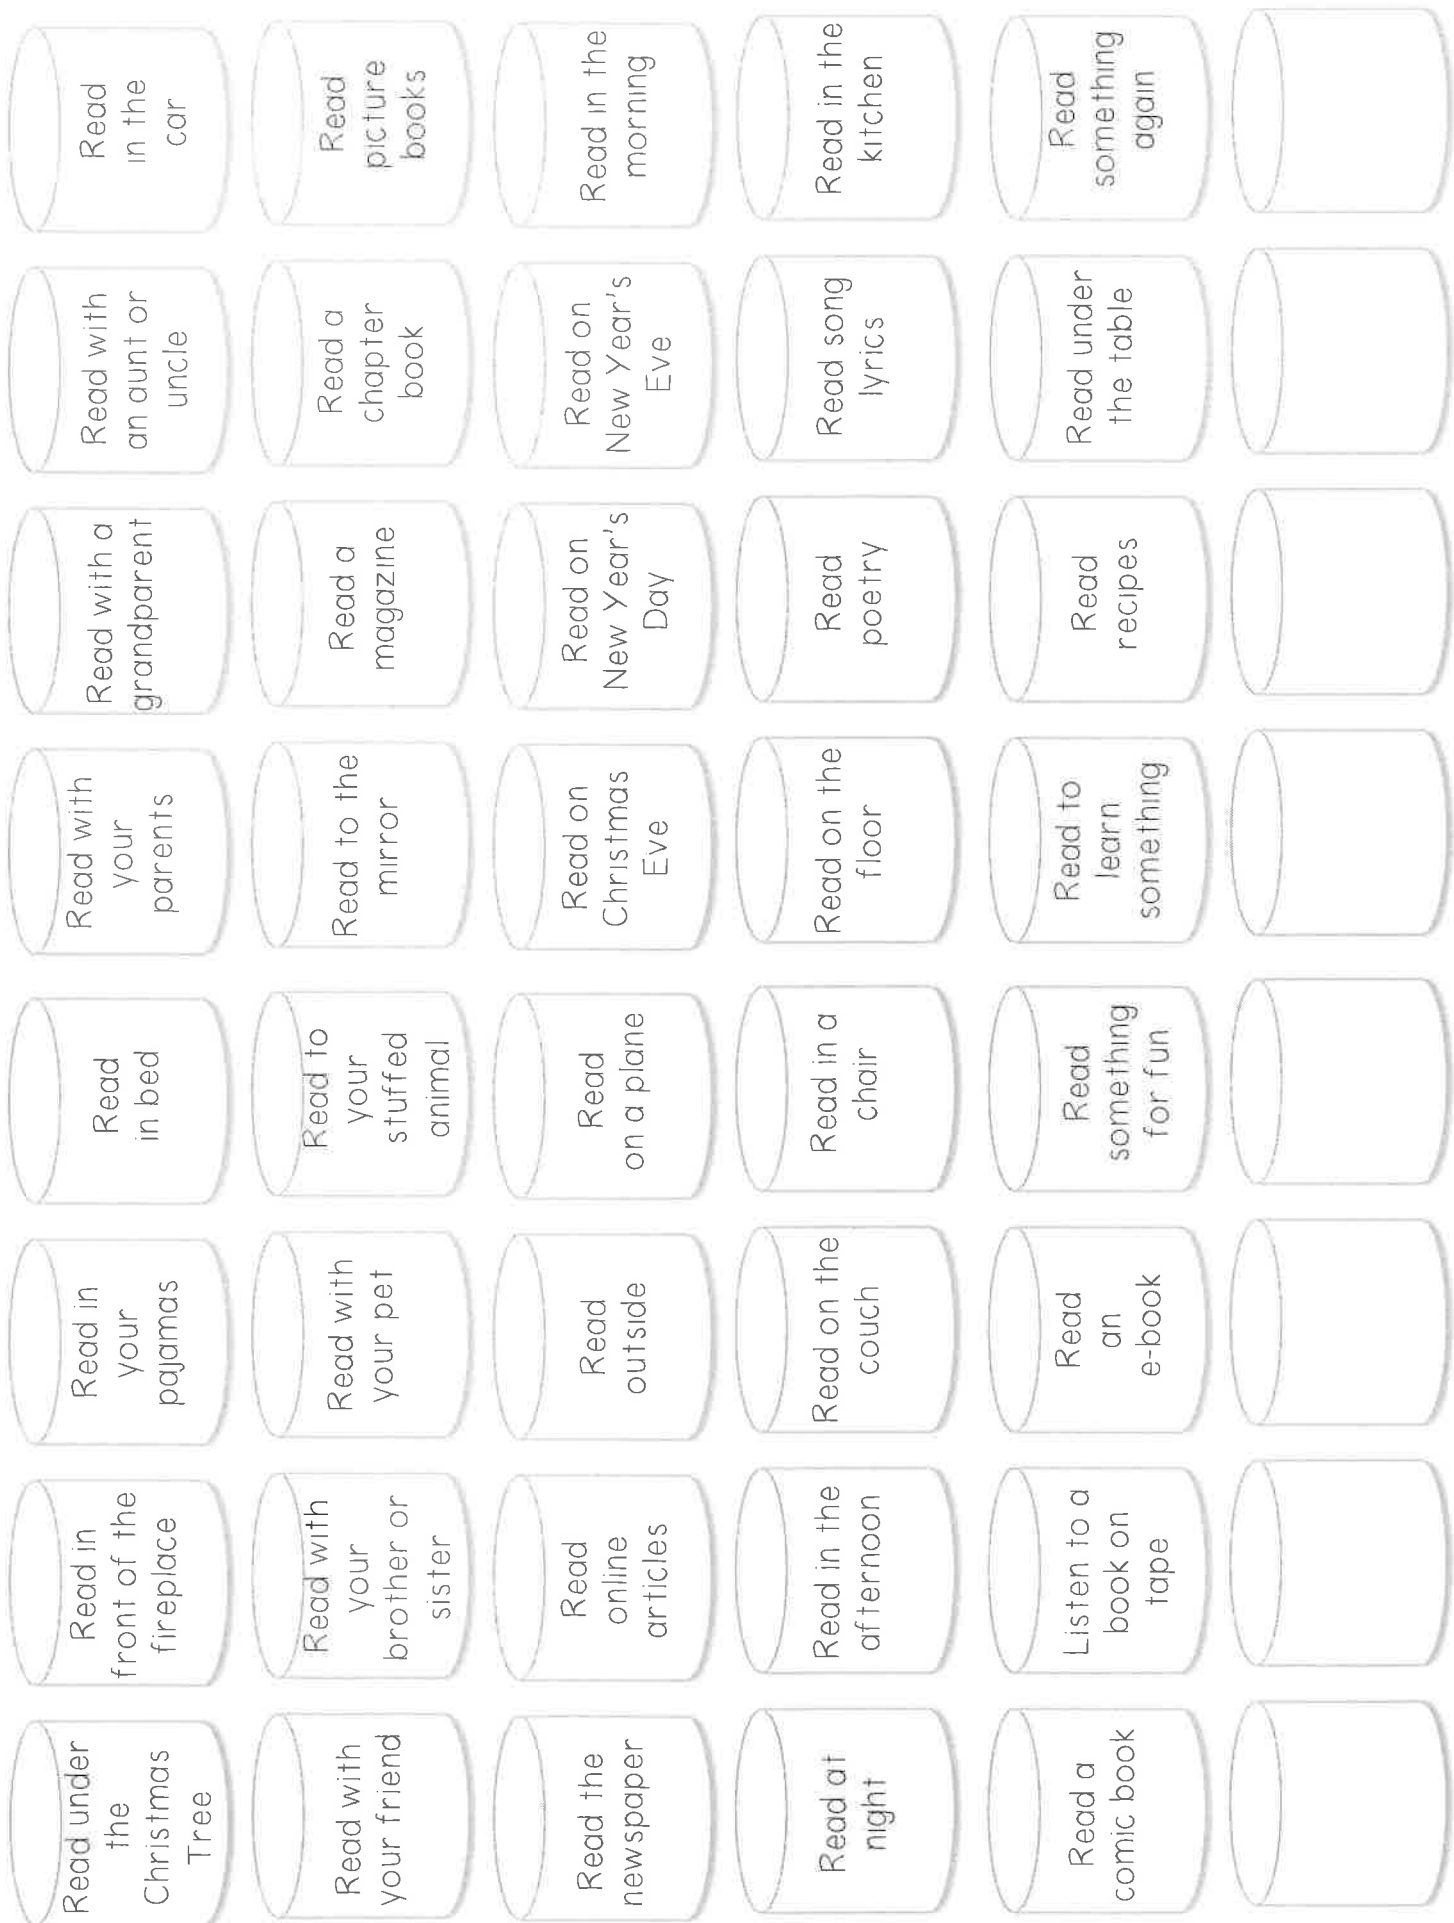 Read under
the
Christmas
Tree
Read in
front of the
fireplace
Read in
your
pajamas
Read
in bed
Read with
your
parents
Read with a
grandparent
Read with
an aunt or
uncle
Read
in the
car
Read with
your friend
Read with
your
brother or
sister
Read with
your pet
Read to
your
stuffed
animal
Read to the
mirror
Read a
magazine
Read a
chapter
book
Read
picture
books
Read the
newspaper
Read
online
articles
Read
outside
Read
on a plane
Read on
Christmas
Eve
Read on
New Year's
Day
Read on
New Year's
Eve
Read in the
morning
Read at
night
Read in the
afternoon
Read on the
couch
Read in a
chair
Read on the
floor
Read
poetry
Read song
lyrics
Read in the
kitchen
Read a
comic book
Listen to a
book on
tape
Read
an
e-book
Read
something
for fun
Read to
learn
something
Read
recipes
Read under
the table
Read
something
again